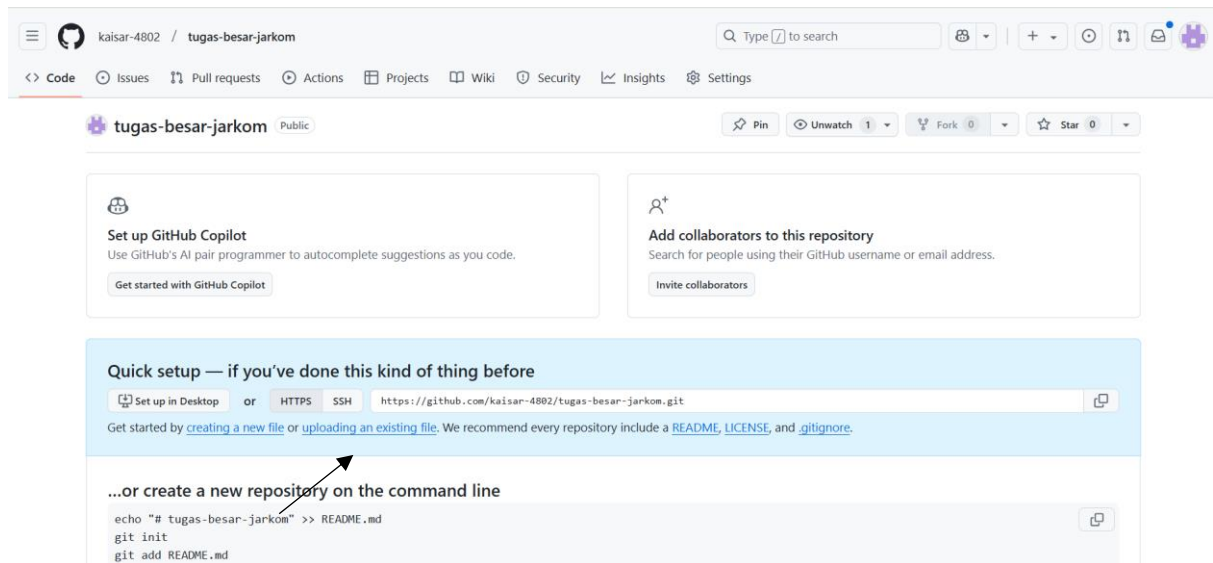 kaisar-4802 / tugas-besar-jarkom
Type / to search
<> Code Issues Pull requests Actions Projects Wiki Security Insights Settings
tugas-besar-jarkom Public
Pin Unwatch 1 Fork 0 Star 0
Set up GitHub Copilot
Use GitHub's AI pair programmer to autocomplete suggestions as you code.
Get started with GitHub Copilot
Add collaborators to this repository
Search for people using their GitHub username or email address.
Invite collaborators
Quick setup — if you've done this kind of thing before
Set up in Desktop or HTTPS SSH https://github.com/kaisar-4802/tugas-besar-jarkom.git
Get started by creating a new file or uploading an existing file. We recommend every repository include a README, LICENSE, and .gitignore.
...or create a new repository on the command line
echo "# tugas-besar-jarkom" >> README.md
git init
git add README.md